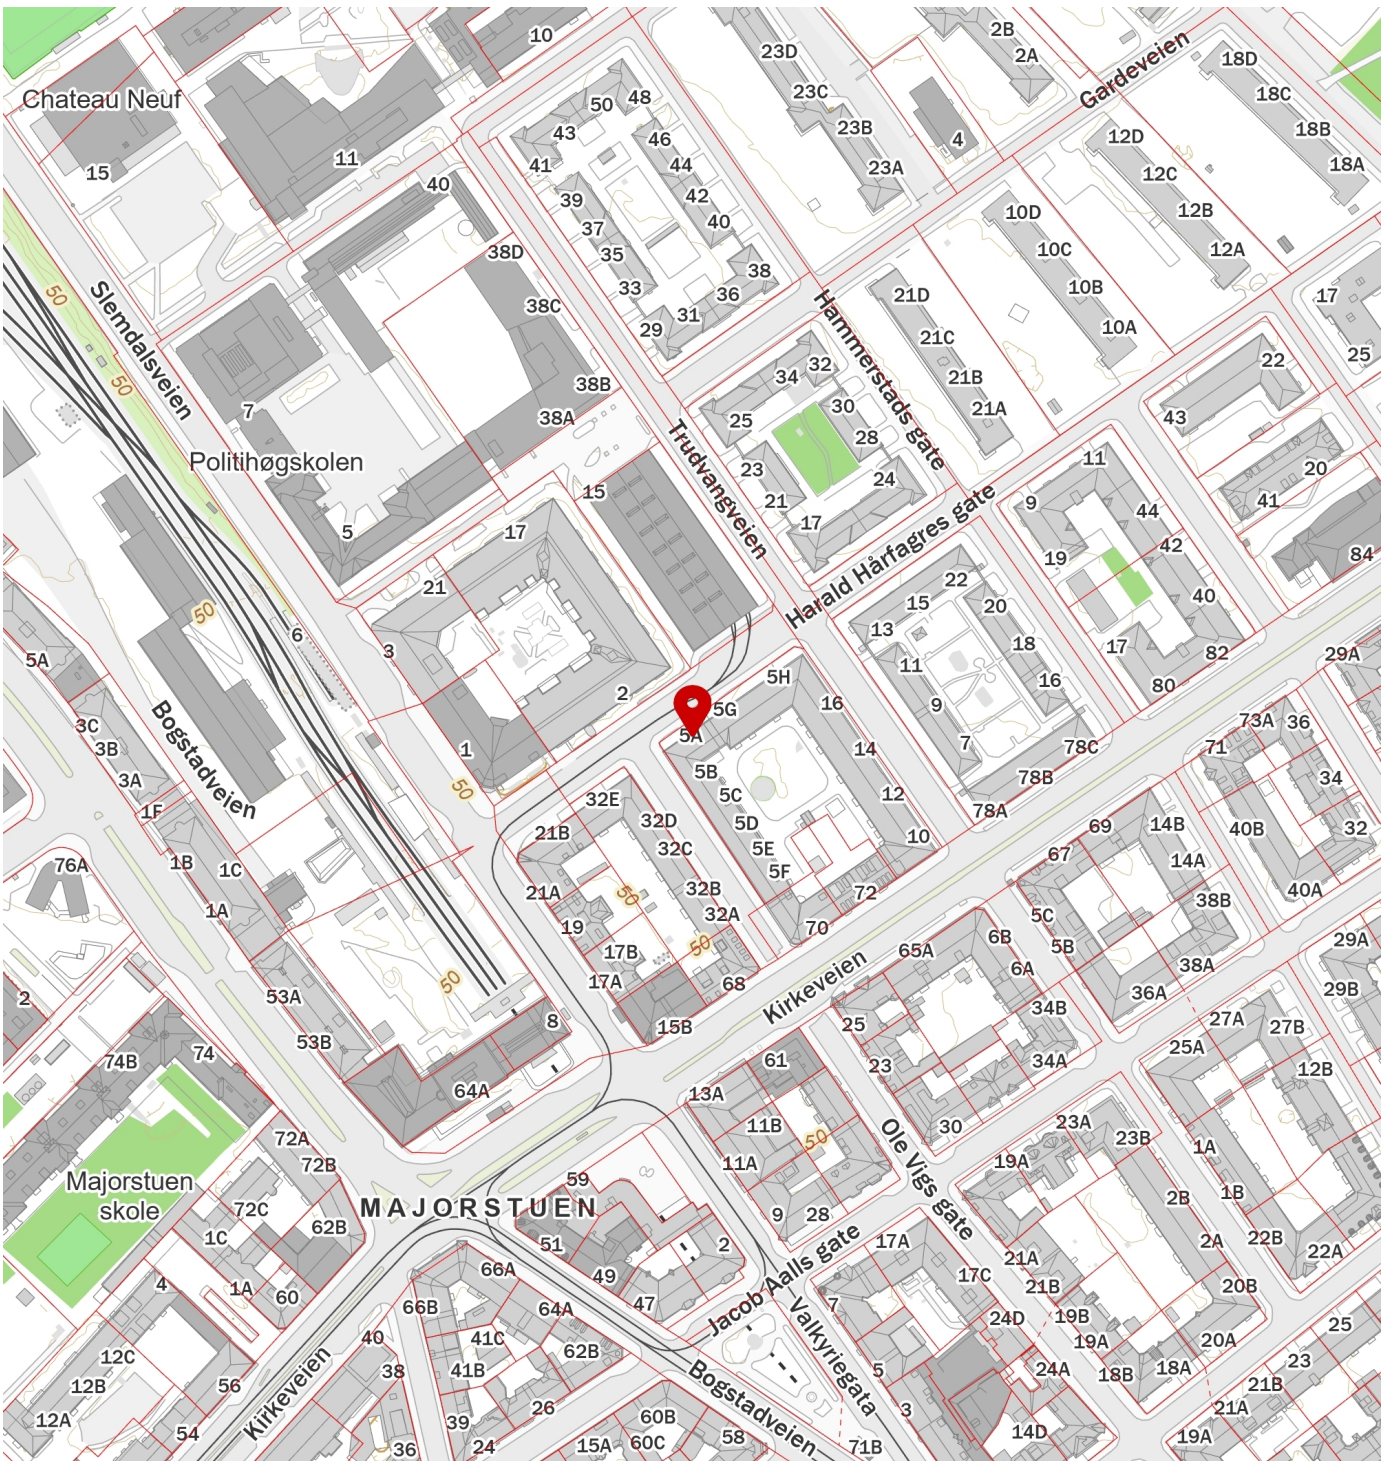 10
2B
2A
23D
Gardeveien
18D
Chateau Neuf
23C
18C
50
48
43
46
23B
4
12D
18B
15
11
41
44
23A
12C
18A
40
39
42
12B
37
40
10D
12A
38D
35
10C
38
50
33
36
10B
17
38C
31
21D
10A
29
Hammerstads gate
21C
22
25
Slemdalsveien
50
38B
34
32
21B
7
38A
25
30
21A
43
Trudvangveien
28
11
Politihøgskolen
23
24
20
15
21
9
44
41
5
17
17
Harald Hårfagres gate
42
84
19
21
22
20
40
50
15
6
13
18
17
82
29A
3
11
5A
2
5H
16
80
9
16
36
3C
5G
73A
Bogstadveien
5A
7
78C
71
3B
1
14
34
3A
50
5B
78B
5C
12
78A
1F
32E
69
14B
32
21B
32D
5D
10
40B
1B
1C
32C
5E
67
14A
76A
5F
21A
50
32B
72
40A
1A
19
32A
5C
38B
70
6B
17B
50
5B
29A
50
17A
68
Kirkeveien
65A
6A
38A
2
53A
36A
29B
8
15B
25
34B
27A
27B
74
53B
74B
61
23
34A
25A
12B
64A
13A
11B
50
30
23A
72A
Ole Vigs gate
23B
1A
72B
11A
19A
Majorstuen
skole
59
1B
2B
72C
MAJORSTUEN
62B
9
28
1C
51
2
17A
21A
2A
22B
22A
66A
49
Jacob Aalls gate
17C
21B
4
1A
60
66B
64A
47
7
Valkyriegata
24D
19B
20B
40
41C
62B
19A
20A
25
12C
38
41B
5
24A
18B
18A
23
12B
56
Kirkeveien
26
Bogstadveien
3
21B
12A
54
39
60B
58
14D
21A
36
24
15A
60C
71B
19A